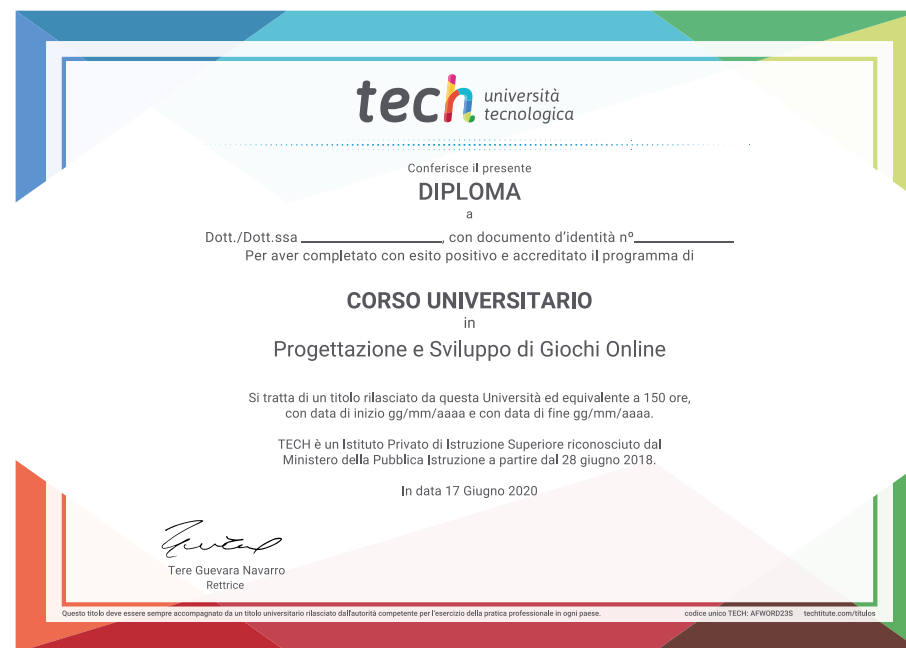 tech università
tecnologica
Conferisce il presente
DIPLOMA
a
Dott./Dott.ssa ____________________, con documento d'identità nº______________
Per aver completato con esito positivo e accreditato il programma di
CORSO UNIVERSITARIO
in
Progettazione e Sviluppo di Giochi Online
Si tratta di un titolo rilasciato da questa Università ed equivalente a 150 ore,
con data di inizio gg/mm/aaaa e con data di fine gg/mm/aaaa.
TECH è un Istituto Privato di Istruzione Superiore riconosciuto dal
Ministero della Pubblica Istruzione a partire dal 28 giugno 2018.
In data 17 Giugno 2020
Tere Guevara Navarro
Rettrice
Questo titolo deve essere sempre accompagnato da un titolo universitario rilasciato dall'autorità competente per l'esercizio della pratica professionale in ogni paese. codice unico TECH: AFWORD23S techtitute.com/titulos